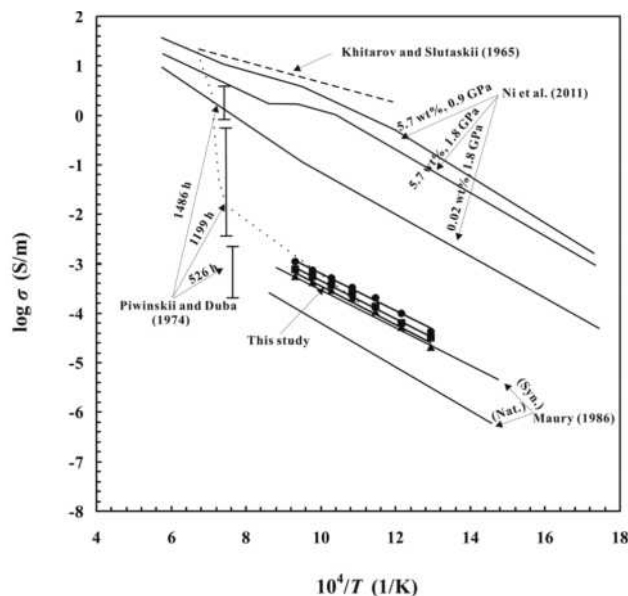 2
1
0
-1
-2
-3
-4
-5
-6
-7
-8
log σ (S/m)
Khitarov and Slutaskii (1965)
5.7 wt%, 0.9 GPa
Ni et al. (2011)
5.7 wt%, 1.8 GPa
0.02 wt%, 1.8 GPa
1486 h
1199 h
526 h
Piwinskii and Duba
(1974)
This study
(Syn.)
(Nat.)
Maury (1986)
4 6 8 10 12 14 16 18
10⁴/T (1/K)